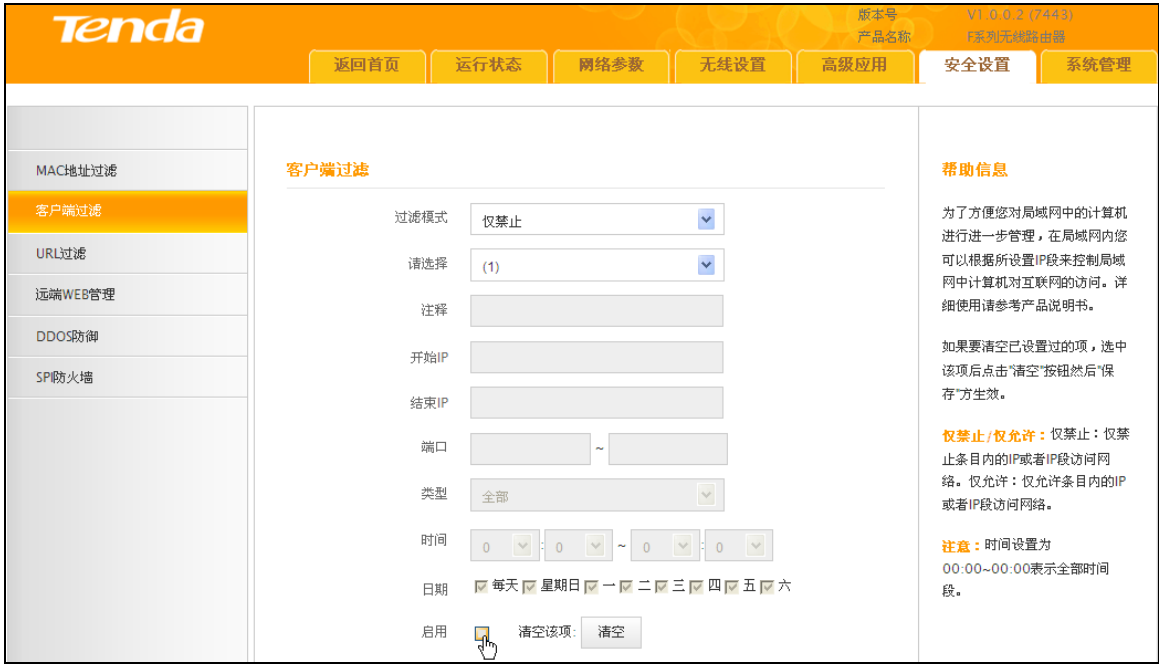 Tenda
版本号 V1.0.0.2 (7443)
产品名称 F系列无线路由器
返回首页 运行状态 网络参数 无线设置 高级应用 安全设置 系统管理
MAC地址过滤
客户端过滤
URL过滤
远端WEB管理
DDOS防御
SPI防火墙
客户端过滤
过滤模式 仅禁止
请选择 (1)
注释
开始IP
结束IP
端口 ~
类型 全部
时间 0 : 0 ~ 0 : 0
日期 每天 星期日 一 二 三 四 五 六
启用 清空该项: 清空
帮助信息
为了方便您对局域网中的计算机
进行进一步管理，在局域网内您
可以根据所设置IP段来控制局域
网中计算机对互联网的访问。详
细使用请参考产品说明书。
如果要清空已设置过的项，选中
该项后点击"清空"按钮然后"保
存"方生效。
仅禁止/仅允许：仅禁止：仅禁
止条目内的IP或者IP段访问网
络。仅允许：仅允许条目内的IP
或者IP段访问网络。
注意：时间设置为
00:00~00:00表示全部时间
段。